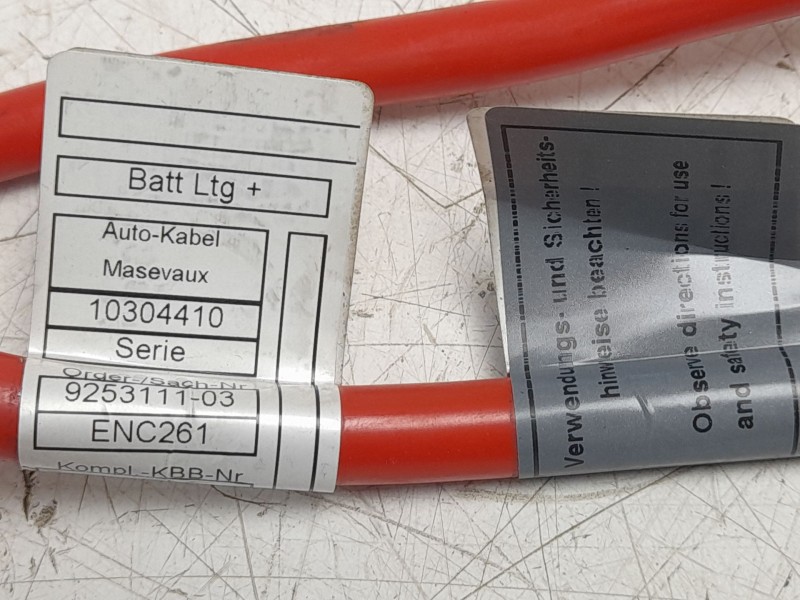 Batt Ltg +
Auto-Kabel
Masevaux
10304410
Serie
Order-/Sach-Nr
9253111-03
ENC261
Kompl.-KBB-Nr
Verwendungs- und Sicherheits-
hinweise beachten !
Observe directions for use
and safety instructions !